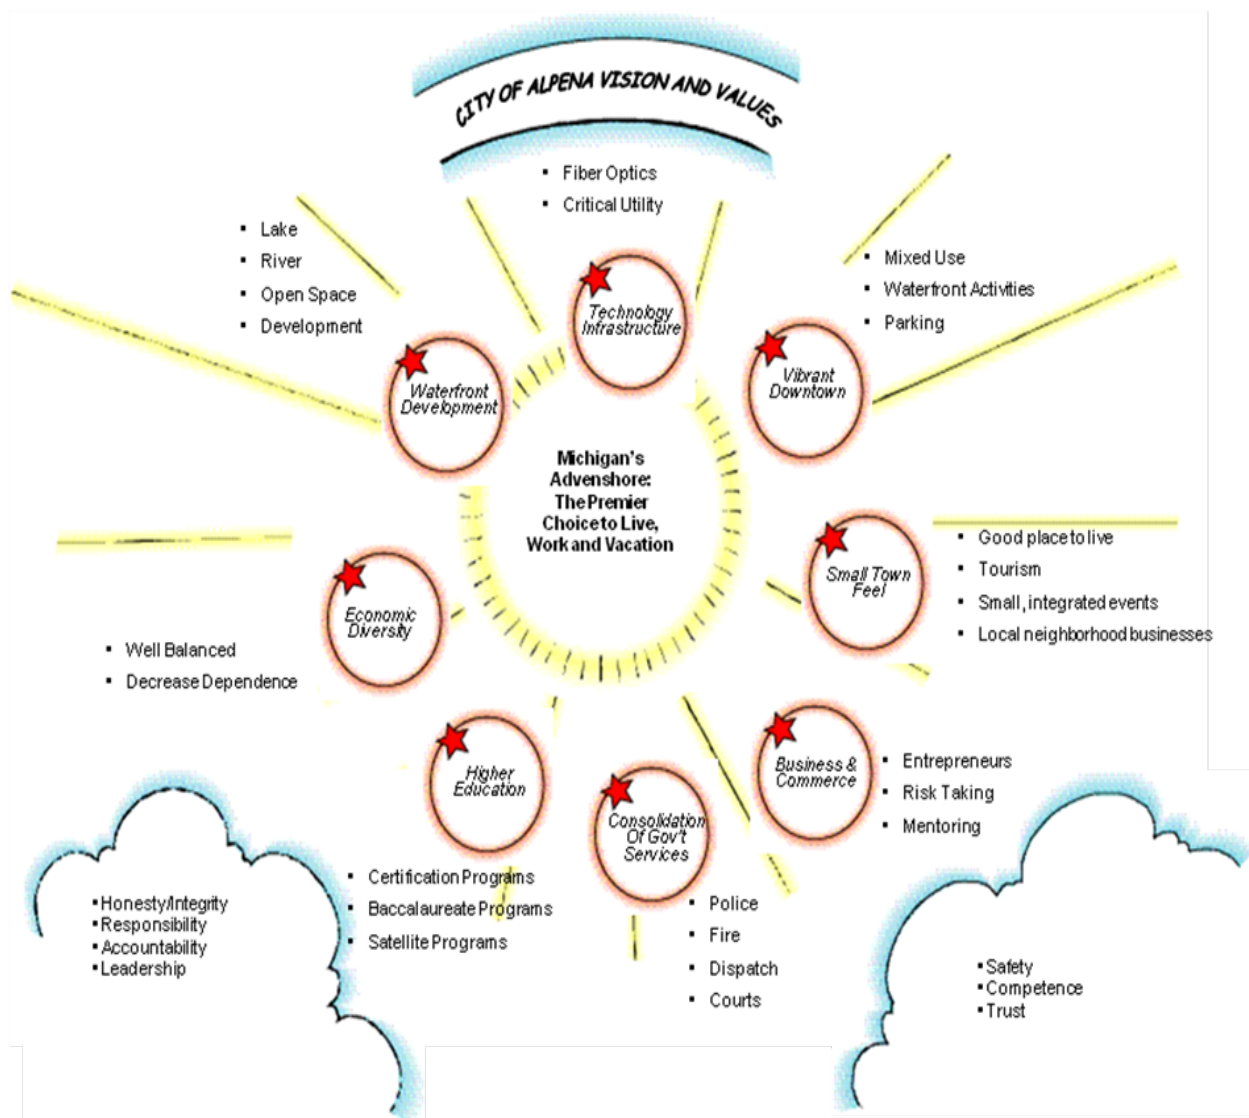 CITY OF ALPENA VISION AND VALUES
▪ Fiber Optics
▪ Critical Utility
▪ Lake
▪ River
▪ Open Space
▪ Development
▪ Mixed Use
▪ Waterfront Activities
▪ Parking
Technology
Infrastructure
Waterfront
Development
Vibrant
Downtown
Michigan's
Advenshore:
The Premier
Choice to Live,
Work and Vacation
Small Town
Feel
▪ Good place to live
▪ Tourism
▪ Small, integrated events
▪ Local neighborhood businesses
Economic
Diversity
▪ Well Balanced
▪ Decrease Dependence
Higher
Education
Business &
Commerce
▪ Entrepreneurs
▪ Risk Taking
▪ Mentoring
Consolidation
Of Gov't
Services
▪ Certification Programs
▪ Baccalaureate Programs
▪ Satellite Programs
▪ Police
▪ Fire
▪ Dispatch
▪ Courts
▪ Honesty/Integrity
▪ Responsibility
▪ Accountability
▪ Leadership
▪ Safety
▪ Competence
▪ Trust